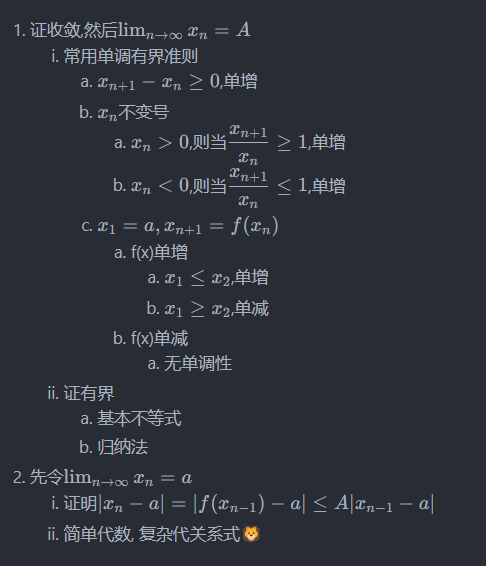 1. 证收敛,然后$\lim_{n\to\infty} x_n = A$
i. 常用单调有界准则
a. $x_{n+1} - x_n \geq 0$,单增
b. $x_n$不变号
a. $x_n > 0$,则当$\dfrac{x_{n+1}}{x_n} \geq 1$,单增
b. $x_n < 0$,则当$\dfrac{x_{n+1}}{x_n} \leq 1$,单增
c. $x_1 = a, x_{n+1} = f(x_n)$
a. f(x)单增
a. $x_1 \leq x_2$,单增
b. $x_1 \geq x_2$,单减
b. f(x)单减
a. 无单调性
ii. 证有界
a. 基本不等式
b. 归纳法
2. 先令$\lim_{n\to\infty} x_n = a$
i. 证明$|x_n - a| = |f(x_{n-1}) - a| \leq A|x_{n-1} - a|$
ii. 简单代数, 复杂代关系式🦁